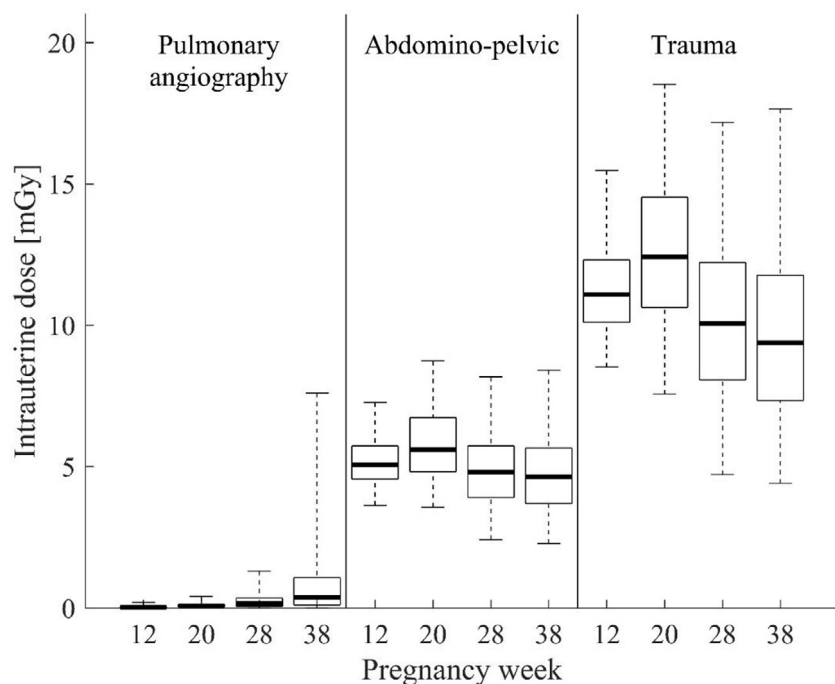 Pulmonary
angiography
Abdomino-pelvic
Trauma
Intrauterine dose [mGy]
20
15
10
5
0
12 20 28 38 12 20 28 38 12 20 28 38
Pregnancy week